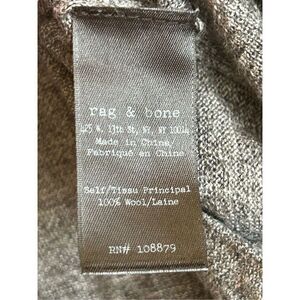 rag & bone
425 W. 13th St, NY, NY 10014
Made in China/
Fabriqué en Chine
Self/Tissu Principal
100% Wool/Laine
RN# 108879